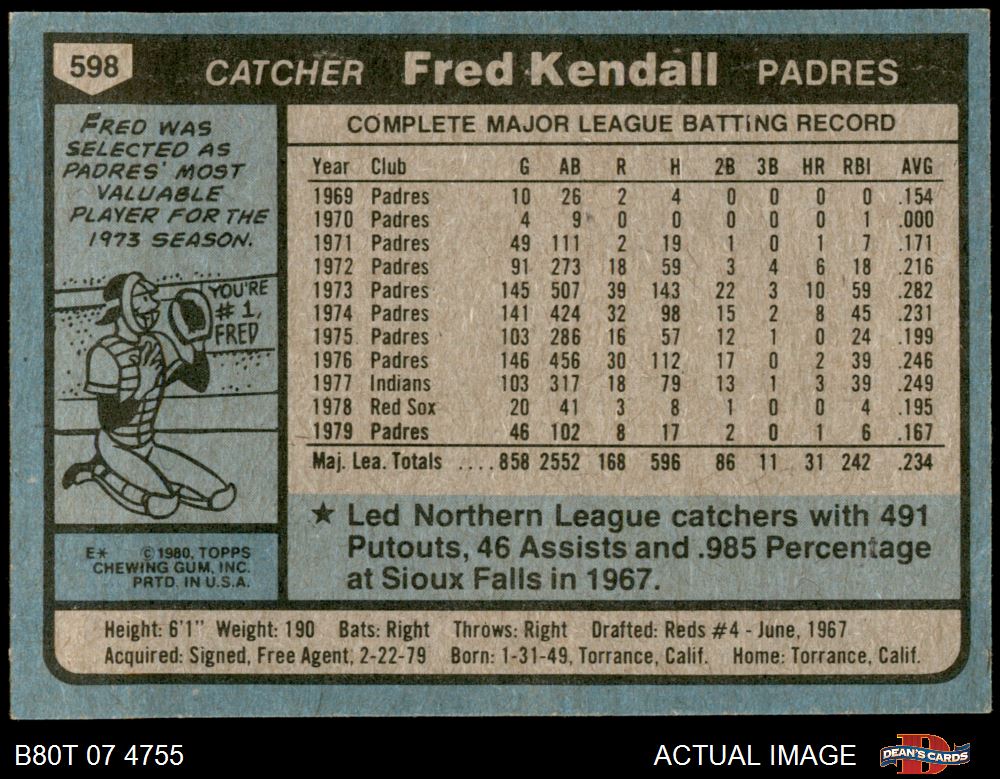 598 CATCHER Fred Kendall PADRES
FRED WAS
SELECTED AS
PADRES' MOST
VALUABLE
PLAYER FOR THE
1973 SEASON.
YOU'RE
# 1,
FRED
E* © 1980, TOPPS
CHEWING GUM, INC.
PRTD. IN U.S.A.
COMPLETE MAJOR LEAGUE BATTING RECORD
Year Club G AB R H 2B 3B HR RBI AVG
1969 Padres 10 26 2 4 0 0 0 0 .154
1970 Padres 4 9 0 0 0 0 0 1 .000
1971 Padres 49 111 2 19 1 0 1 7 .171
1972 Padres 91 273 18 59 3 4 6 18 .216
1973 Padres 145 507 39 143 22 3 10 59 .282
1974 Padres 141 424 32 98 15 2 8 45 .231
1975 Padres 103 286 16 57 12 1 0 24 .199
1976 Padres 146 456 30 112 17 0 2 39 .246
1977 Indians 103 317 18 79 13 1 3 39 .249
1978 Red Sox 20 41 3 8 1 0 0 4 .195
1979 Padres 46 102 8 17 2 0 1 6 .167
Maj. Lea. Totals ....858 2552 168 596 86 11 31 242 .234
★ Led Northern League catchers with 491
Putouts, 46 Assists and .985 Percentage
at Sioux Falls in 1967.
Height: 6'1" Weight: 190 Bats: Right Throws: Right Drafted: Reds #4 - June, 1967
Acquired: Signed, Free Agent, 2-22-79 Born: 1-31-49, Torrance, Calif. Home: Torrance, Calif.
B80T 07 4755 ACTUAL IMAGE DEAN'S CARDS